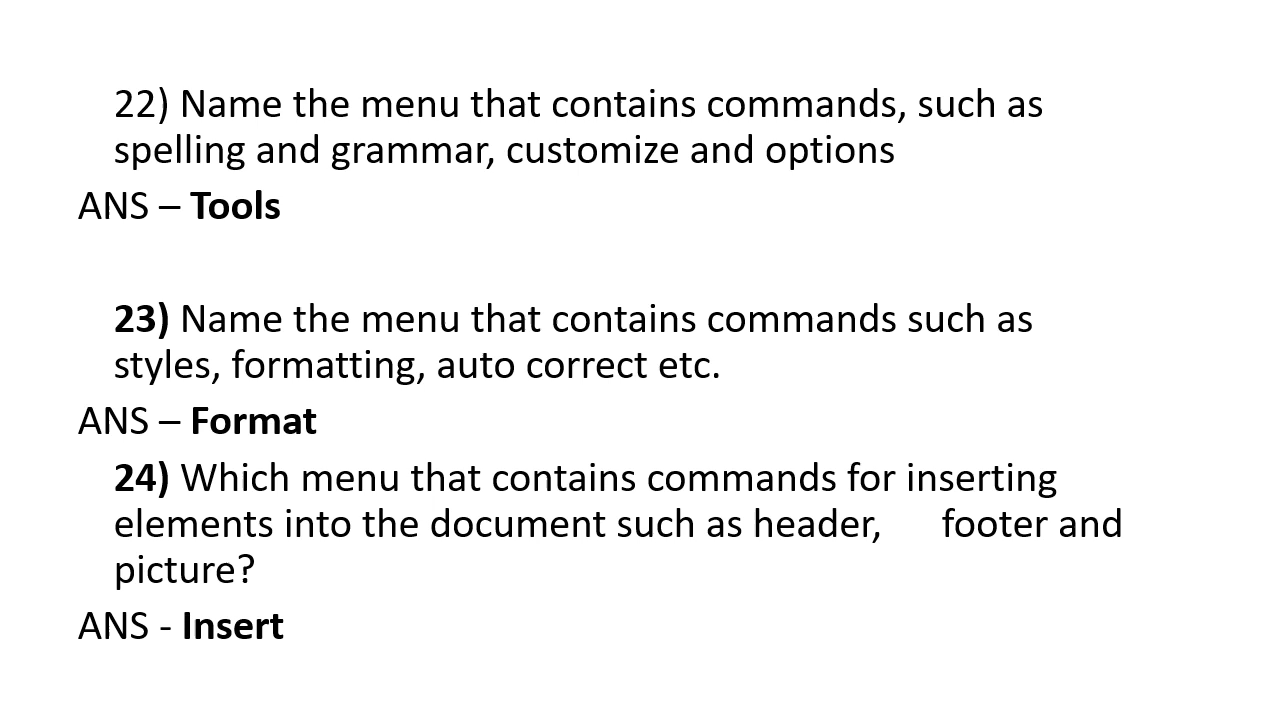 22) Name the menu that contains commands, such as
spelling and grammar, customize and options
ANS – Tools
23) Name the menu that contains commands such as
styles, formatting, auto correct etc.
ANS – Format
24) Which menu that contains commands for inserting
elements into the document such as header, footer and
picture?
ANS - Insert